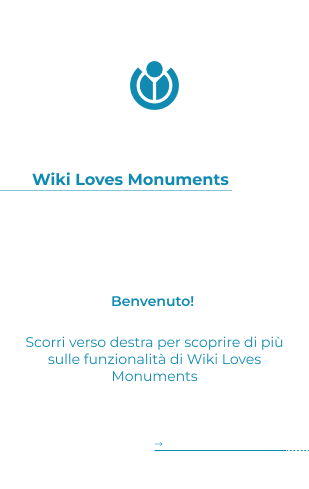 Wiki Loves Monuments
Benvenuto!
Scorri verso destra per scoprire di più
sulle funzionalità di Wiki Loves
Monuments
→